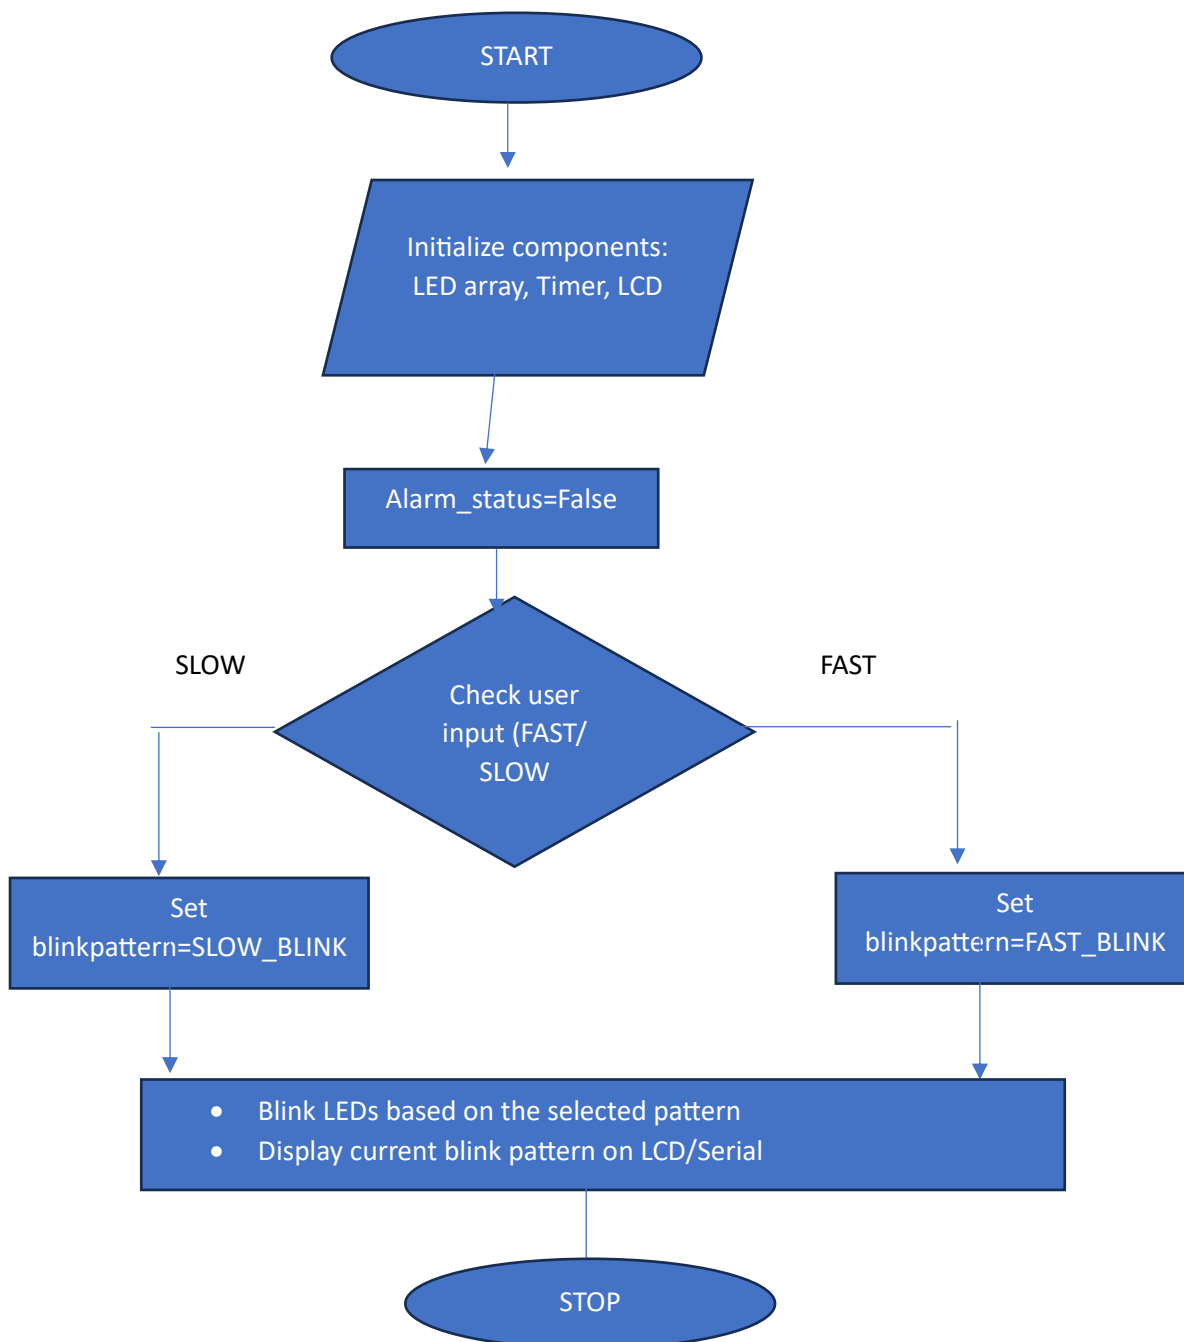 START
Initialize components:
LED array, Timer, LCD
Alarm_status=False
SLOW
FAST
Check user
input (FAST/
SLOW
Set
blinkpattern=SLOW_BLINK
Set
blinkpattern=FAST_BLINK
• Blink LEDs based on the selected pattern
• Display current blink pattern on LCD/Serial
STOP